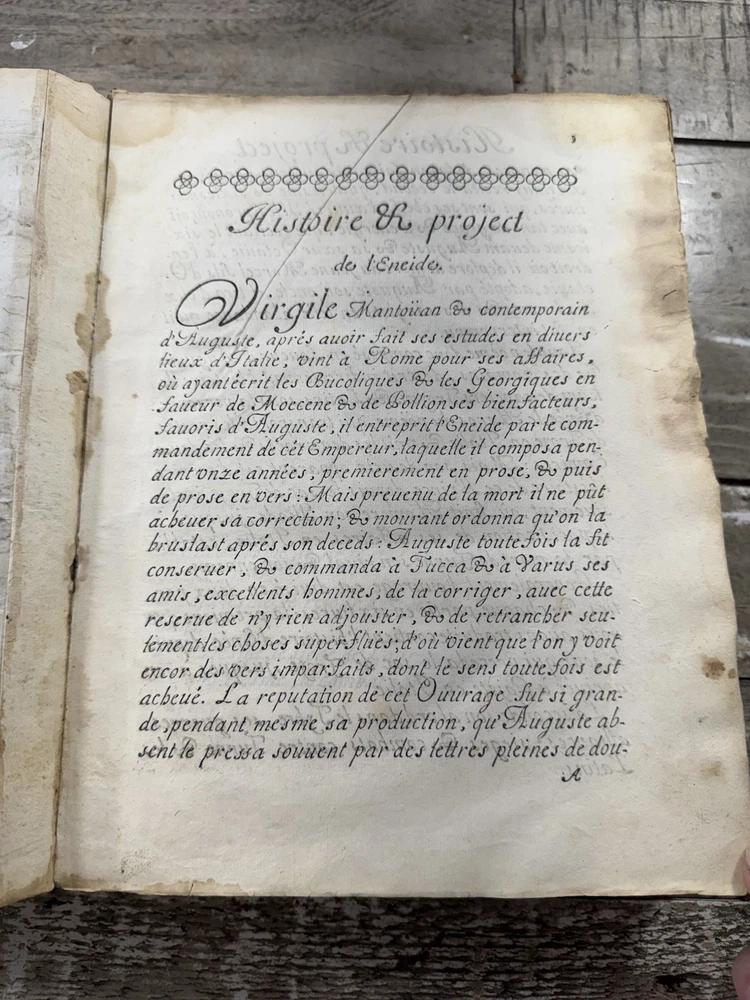 Histoire & project
de l'Eneide.
Virgile Mantoüan & contemporain
d'Auguste, aprés auoir fait ses estudes en diuers
lieux d'Italie, vint à Rome pour ses affaires,
où ayant écrit les Bucoliques & les Georgiques en
faueur de Moecene & de Pollion ses bienfacteurs,
fauoris d'Auguste, il entreprit l'Eneide par le com-
mandement de cét Empereur, laquelle il composa pen-
dant vnze années, premierement en prose, & puis
de prose en vers: Mais preuenu de la mort il ne pût
acheuer sa correction; & mourant ordonna qu'on la
bruslast aprés son deceds: Auguste toutefois la fit
conseruer, & commanda à Tucca & à Varus ses
amis, excellents hommes, de la corriger, auec cette
reserue de n'y rien adjouster, & de retrancher seu-
lement les choses superfluës; d'où vient que l'on y voit
encor des vers imparfaits, dont le sens toutefois est
acheué. La reputation de cet Ouurage fut si gran-
de, pendant mesme sa production, qu'Auguste ab-
sent le pressa souuent par des lettres pleines de dou-
A